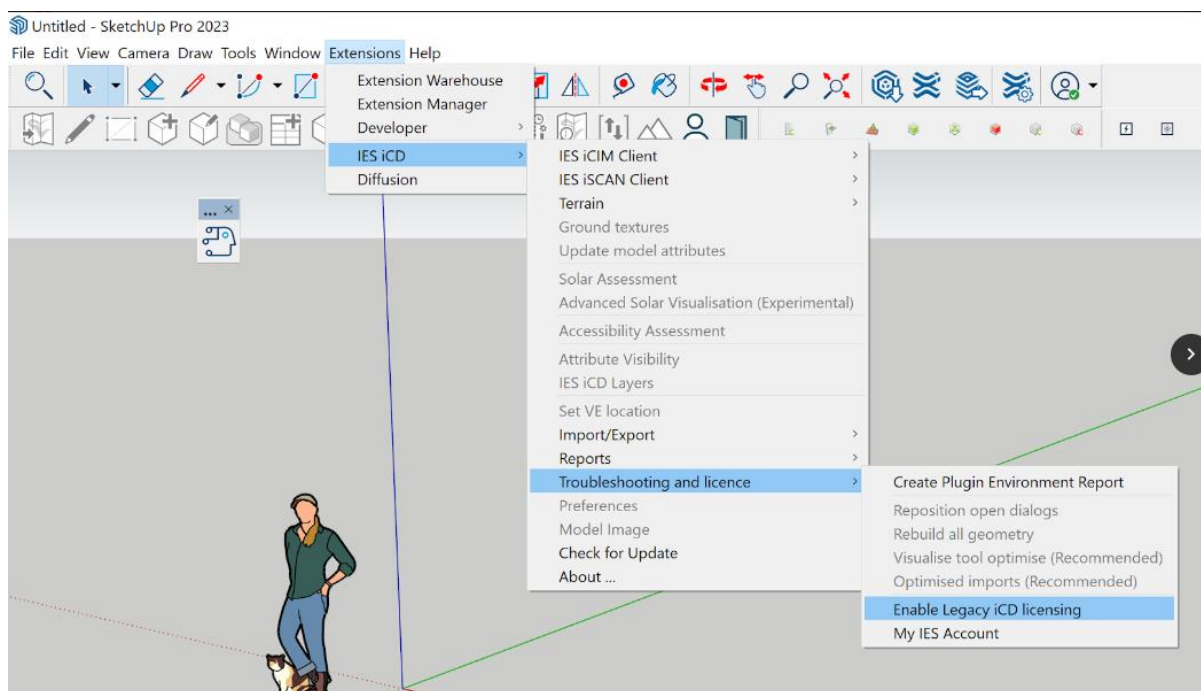 Untitled - SketchUp Pro 2023
File Edit View Camera Draw Tools Window Extensions Help
Extension Warehouse
Extension Manager
Developer
IES iCD
Diffusion
IES iCIM Client
IES iSCAN Client
Terrain
Ground textures
Update model attributes
Solar Assessment
Advanced Solar Visualisation (Experimental)
Accessibility Assessment
Attribute Visibility
IES iCD Layers
Set VE location
Import/Export
Reports
Troubleshooting and licence
Preferences
Model Image
Check for Update
About ...
Create Plugin Environment Report
Reposition open dialogs
Rebuild all geometry
Visualise tool optimise (Recommended)
Optimised imports (Recommended)
Enable Legacy iCD licensing
My IES Account